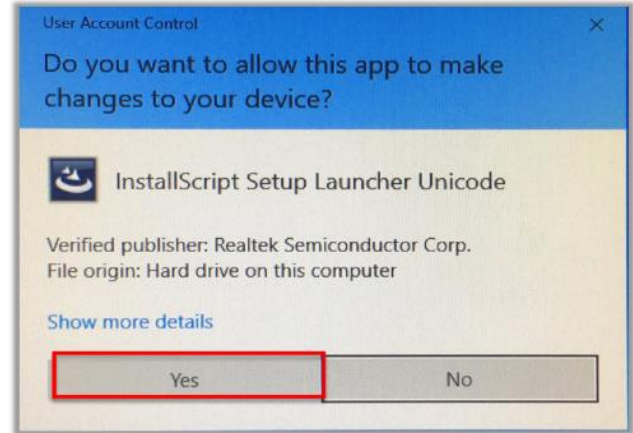 User Account Control
Do you want to allow this app to make
changes to your device?
InstallScript Setup Launcher Unicode
Verified publisher: Realtek Semiconductor Corp.
File origin: Hard drive on this computer
Show more details
Yes
No